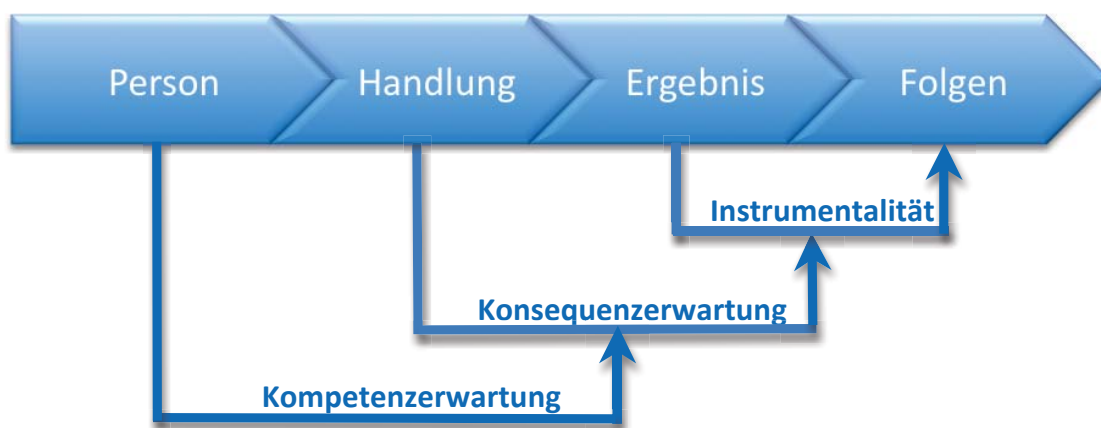 Person
Handlung
Ergebnis
Folgen
Instrumentalität
Konsequenzerwartung
Kompetenzerwartung